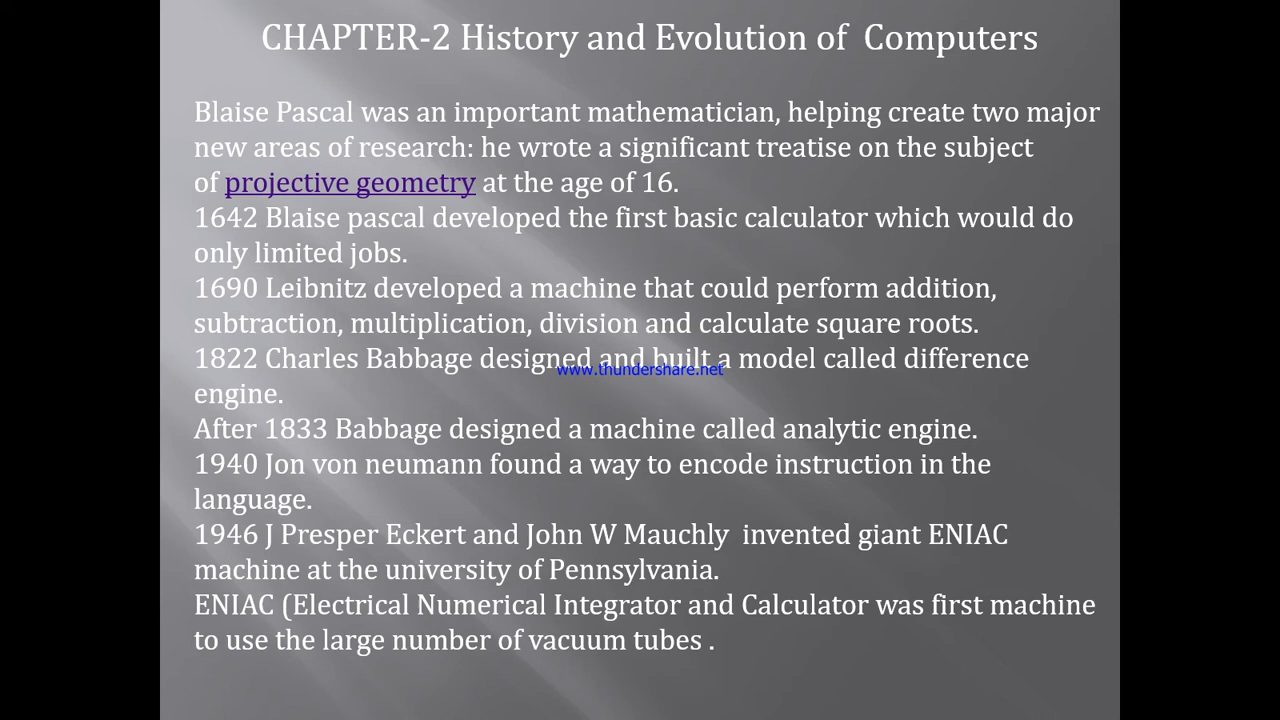 CHAPTER-2 History and Evolution of Computers
Blaise Pascal was an important mathematician, helping create two major
new areas of research: he wrote a significant treatise on the subject
of projective geometry at the age of 16.
1642 Blaise pascal developed the first basic calculator which would do
only limited jobs.
1690 Leibnitz developed a machine that could perform addition,
subtraction, multiplication, division and calculate square roots.
1822 Charles Babbage designed and built a model called difference
www.thundershare.net
engine.
After 1833 Babbage designed a machine called analytic engine.
1940 Jon von neumann found a way to encode instruction in the
language.
1946 J Presper Eckert and John W Mauchly invented giant ENIAC
machine at the university of Pennsylvania.
ENIAC (Electrical Numerical Integrator and Calculator was first machine
to use the large number of vacuum tubes .